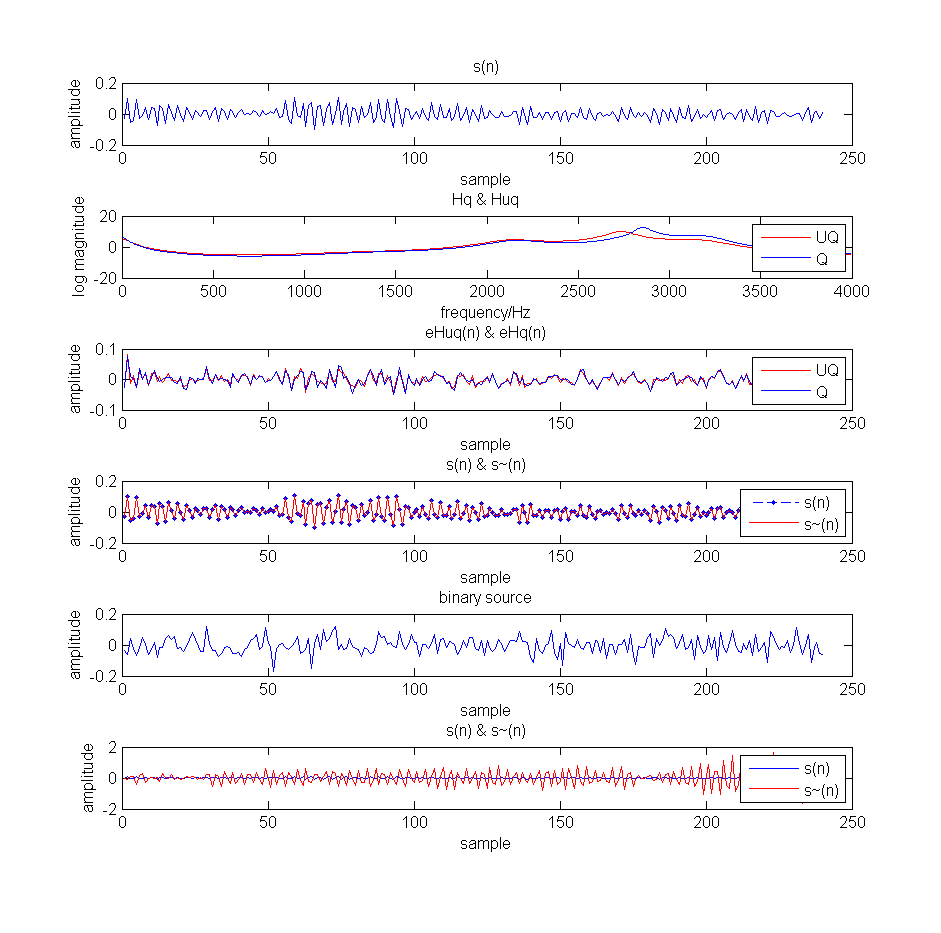 s(n)
amplitude
0.2
0
-0.2
0 50 100 150 200 250
sample
Hq & Huq
log magnitude
20
0
-20
UQ
Q
0 500 1000 1500 2000 2500 3000 3500 4000
frequency/Hz
eHuq(n) & eHq(n)
amplitude
0.1
0
-0.1
UQ
Q
0 50 100 150 200 250
sample
s(n) & s~(n)
amplitude
0.2
0
-0.2
s(n)
s~(n)
0 50 100 150 200 250
sample
binary source
amplitude
0.2
0
-0.2
0 50 100 150 200 250
sample
s(n) & s~(n)
amplitude
2
0
-2
s(n)
s~(n)
0 50 100 150 200 250
sample